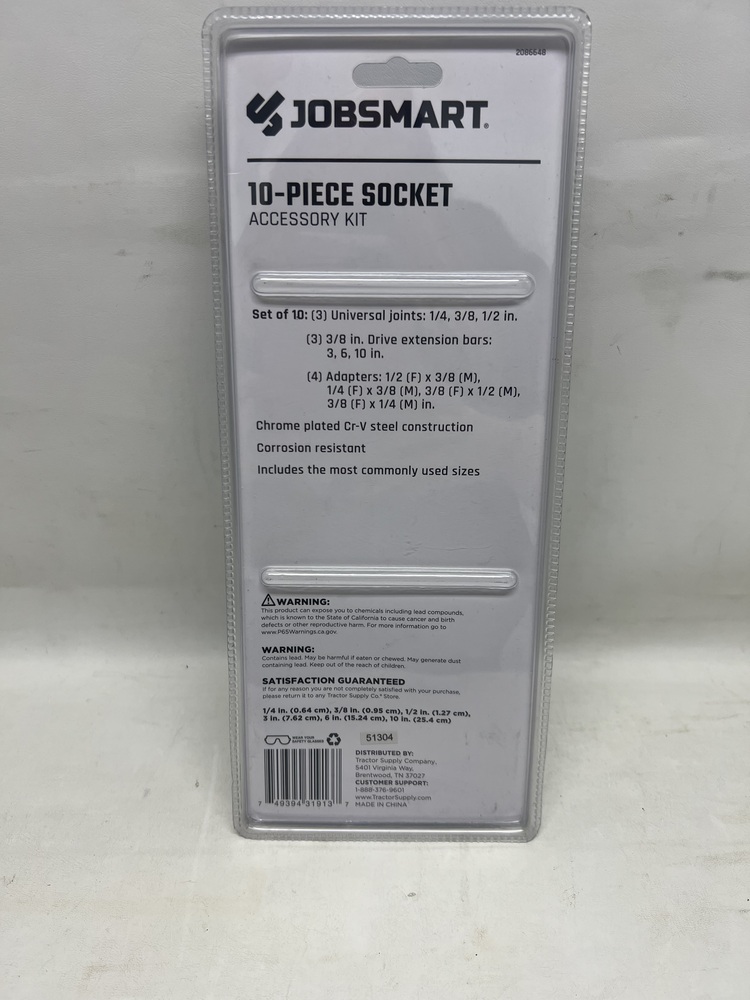 2086648
JOBSMART.
10-PIECE SOCKET
ACCESSORY KIT
Set of 10: (3) Universal joints: 1/4, 3/8, 1/2 in.
(3) 3/8 in. Drive extension bars:
3, 6, 10 in.
(4) Adapters: 1/2 (F) x 3/8 (M),
1/4 (F) x 3/8 (M), 3/8 (F) x 1/2 (M),
3/8 (F) x 1/4 (M) in.
Chrome plated Cr-V steel construction
Corrosion resistant
Includes the most commonly used sizes
WARNING:
This product can expose you to chemicals including lead compounds,
which is known to the State of California to cause cancer and birth
defects or other reproductive harm. For more information go to
www.P65Warnings.ca.gov.
WARNING:
Contains lead. May be harmful if eaten or chewed. May generate dust
containing lead. Keep out of the reach of children.
SATISFACTION GUARANTEED
If for any reason you are not completely satisfied with your purchase,
please return it to any Tractor Supply Co.® Store.
1/4 in. (0.64 cm), 3/8 in. (0.95 cm), 1/2 in. (1.27 cm),
3 in. (7.62 cm), 6 in. (15.24 cm), 10 in. (25.4 cm)
WEAR YOUR
SAFETY GLASSES
51304
DISTRIBUTED BY:
Tractor Supply Company,
5401 Virginia Way,
Brentwood, TN 37027
CUSTOMER SUPPORT:
1-888-376-9601
www.TractorSupply.com
MADE IN CHINA
7 49394 31913 7